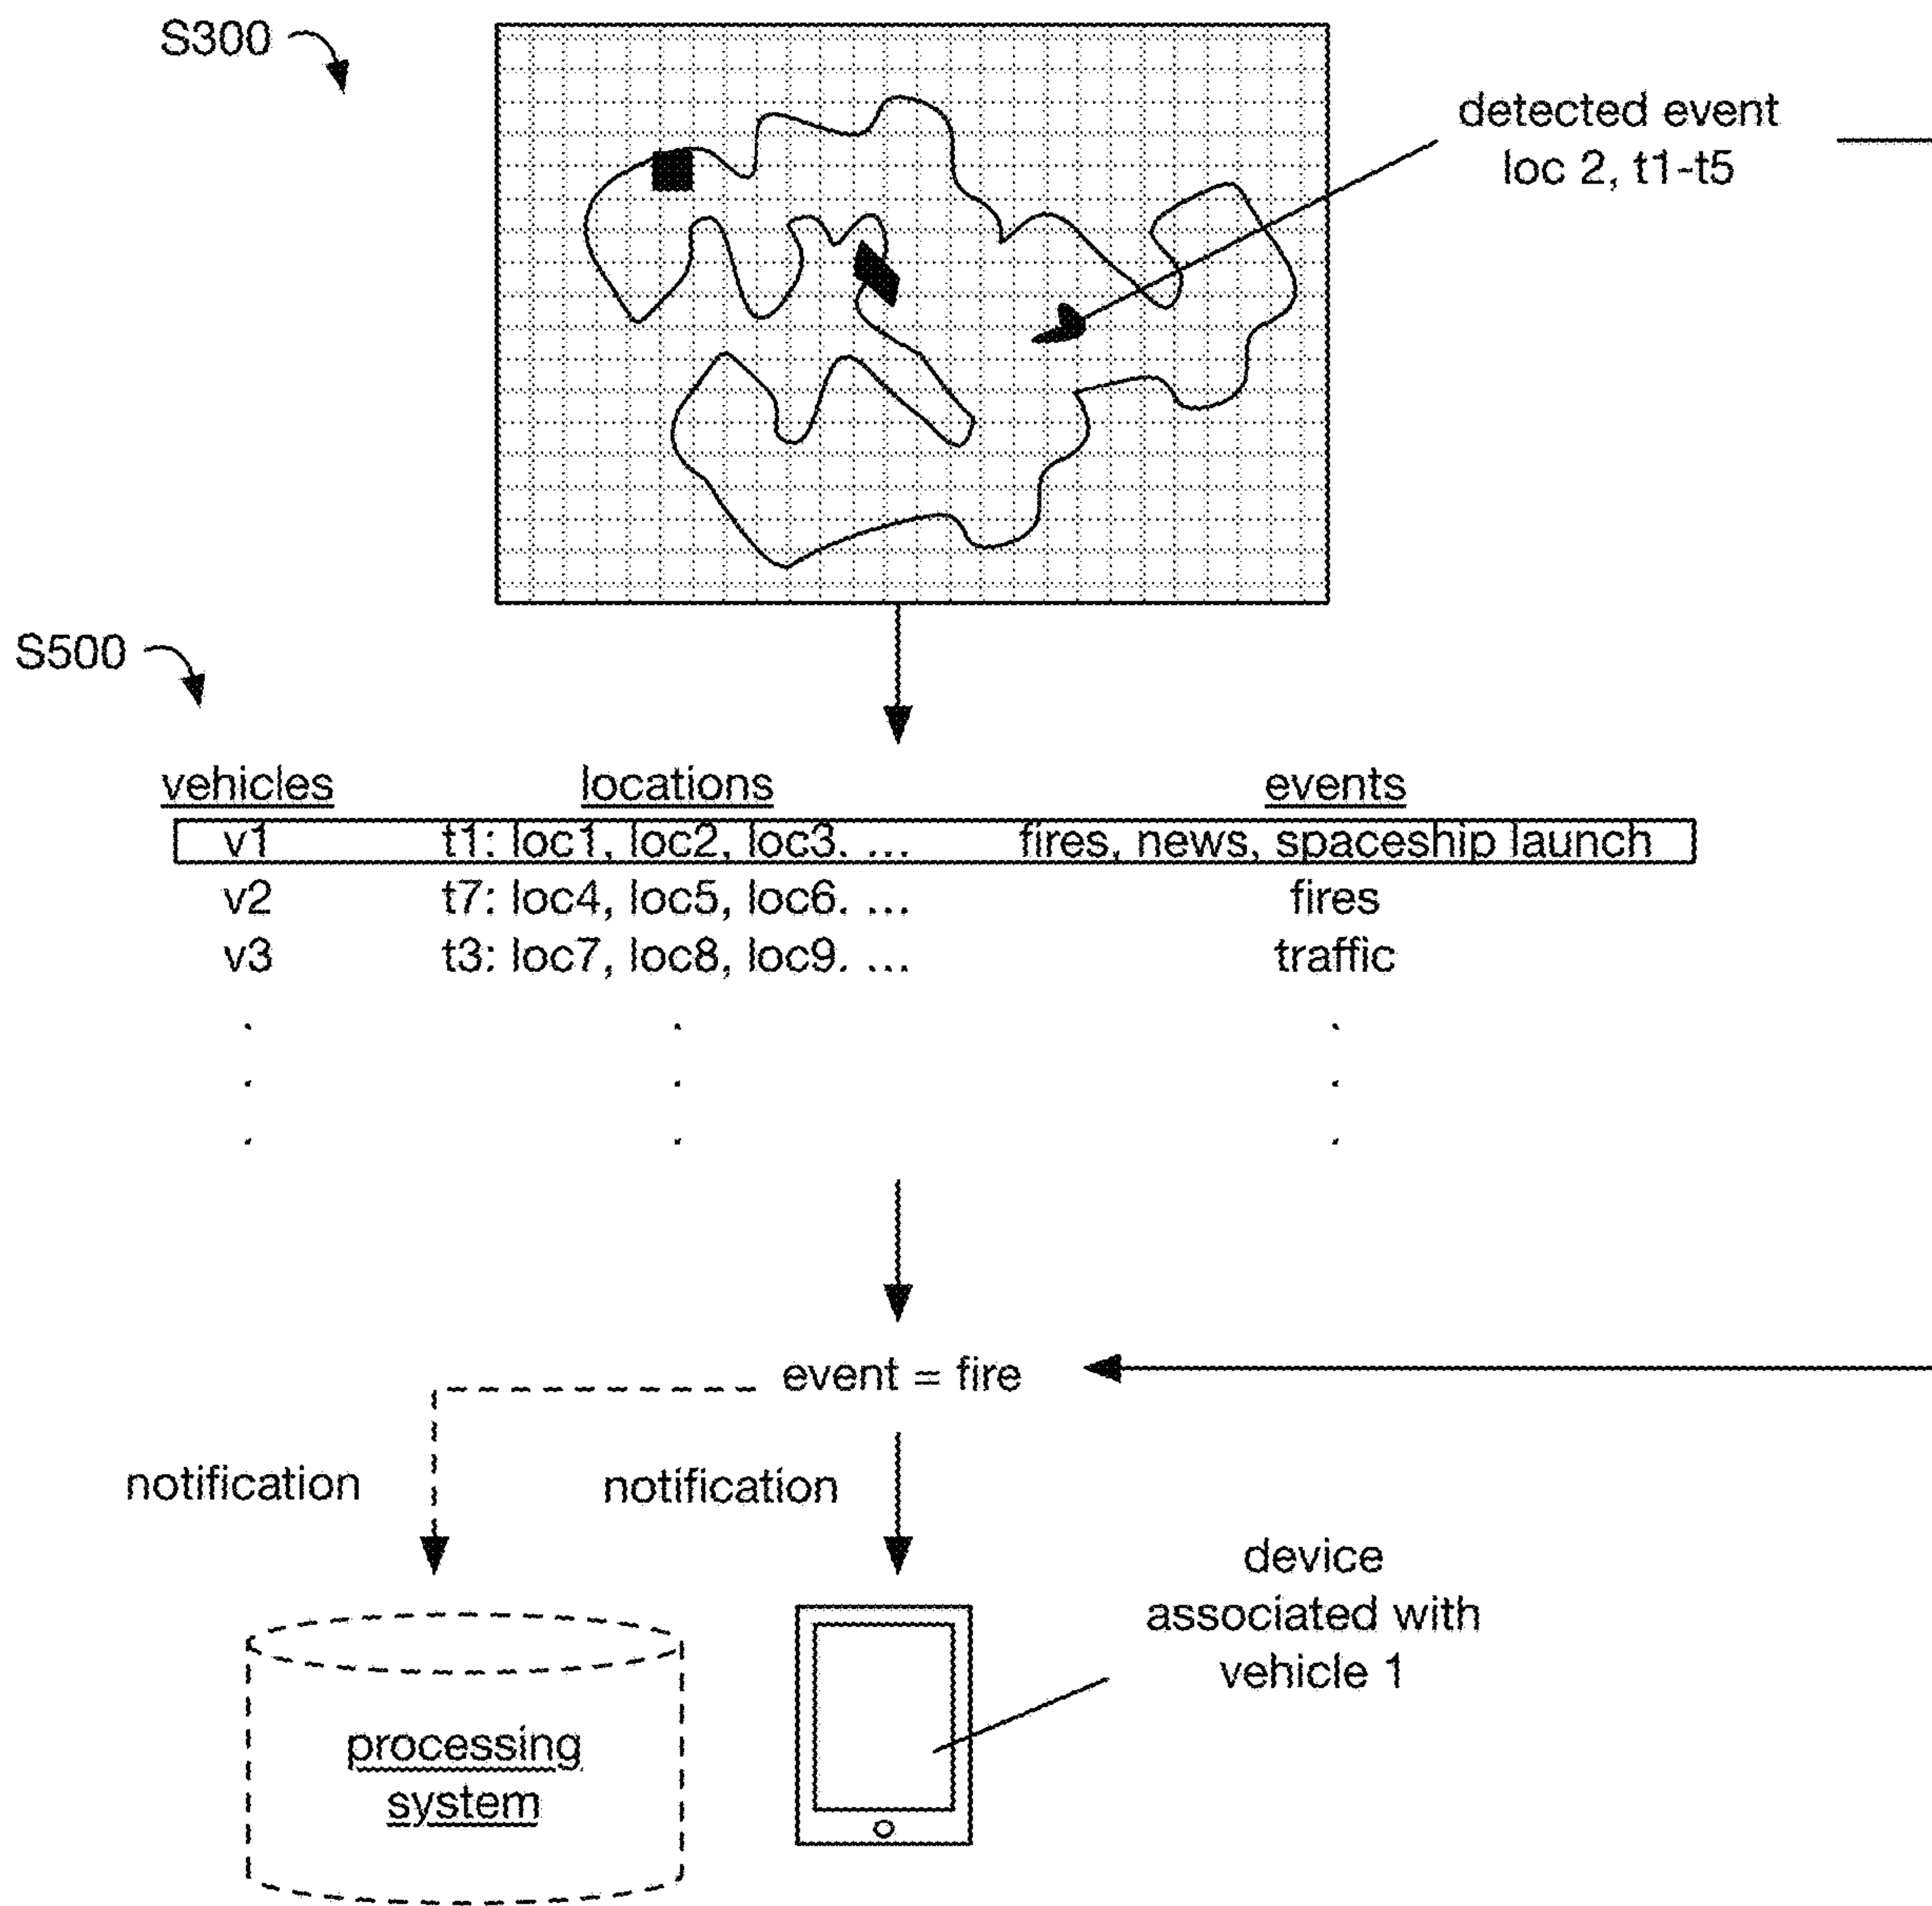 S300
detected event
loc 2, t1-t5
S500
vehicles locations events
v1 t1: loc1, loc2, loc3. ... fires, news, spaceship launch
v2 t7: loc4, loc5, loc6. ... fires
v3 t3: loc7, loc8, loc9. ... traffic
. . .
. . .
. . .
event = fire
notification notification
device
associated with
vehicle 1
processing
system